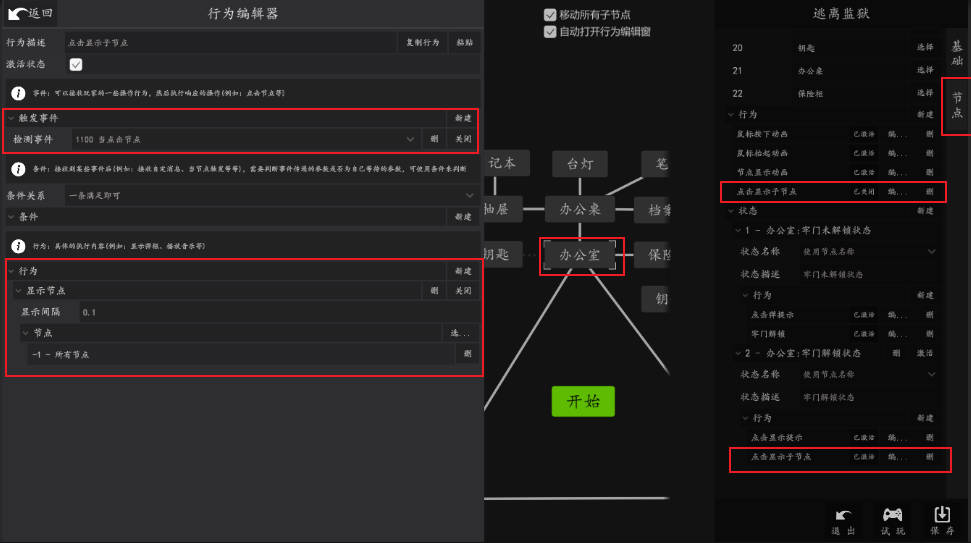 返回
行为编辑器
行为描述 点击显示子节点 复制行为 粘贴
激活状态
事件: 可以接收玩家的一些操作行为, 然后执行响应的操作(例如: 点击节点等)
触发事件 新建
检测事件 1100 当点击节点 删 关闭
条件: 接收到某些事件后(例如: 接收自定消息、当节点触发等等), 需要判断事件传递的参数是否为自己等待的参数, 可使用条件来判断
条件关系 一条满足即可
条件 新建
行为: 具体的执行内容(例如: 显示弹框、播放音乐等)
行为 新建
显示节点 删 关闭
显示间隔 0.1
节点 选...
-1 - 所有节点 删
移动所有子节点
自动打开行为编辑窗
记本 台灯 笔
抽屉 办公桌 档案
钥匙 办公室 保险
钥
开始
逃离监狱
20 钥匙 选择
21 办公桌 选择
22 保险柜 选择
行为 新建
鼠标按下动画 已激活 编... 删
鼠标抬起动画 已激活 编... 删
节点显示动画 已激活 编... 删
点击显示子节点 已关闭 编... 删
状态 新建
1 - 办公室:牢门未解锁状态
状态名称 使用节点名称
状态描述 牢门未解锁状态
行为 新建
点击弹提示 已激活 编... 删
牢门解锁 已激活 编... 删
2 - 办公室:牢门解锁状态 删 激活
状态名称 使用节点名称
状态描述 牢门解锁状态
行为 新建
点击显示提示 已激活 编... 删
点击显示子节点 已激活 编... 删
基础
节点
退出 试玩 保存